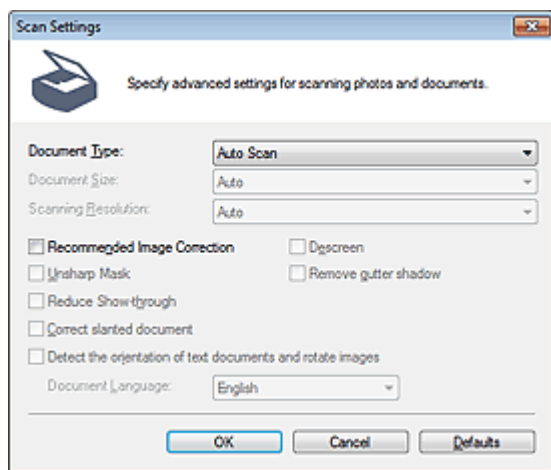 Scan Settings
Specify advanced settings for scanning photos and documents.
Document Type: Auto Scan
Document Size: Auto
Scanning Resolution: Auto
Recommended Image Correction Descreen
Unsharp Mask Remove gutter shadow
Reduce Show-through
Correct slanted document
Detect the orientation of text documents and rotate images
Document Language: English
OK Cancel Defaults